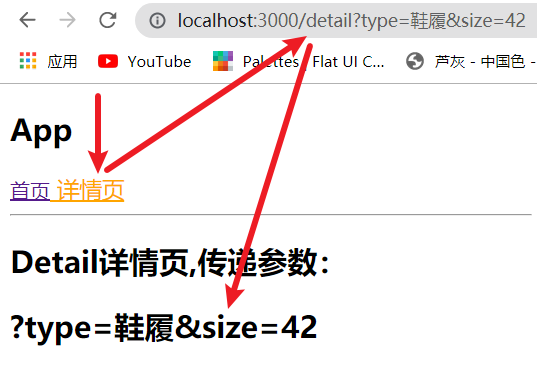 localhost:3000/detail?type=鞋履&size=42
应用 YouTube Palettes - Flat UI C... 芦灰 - 中国色 -
App
首页 详情页
Detail详情页,传递参数：
?type=鞋履&size=42